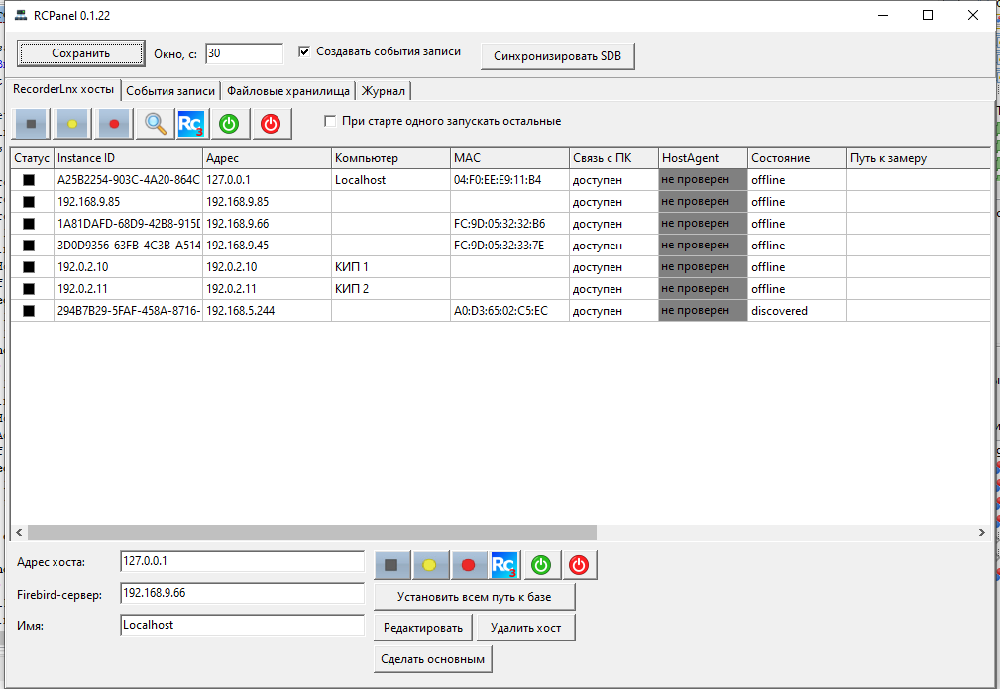 RCPanel 0.1.22
Сохранить Окно, с: 30 Создавать события записи Синхронизировать SDB
RecorderLnx хосты События записи Файловые хранилища Журнал
Rc 3 При старте одного запускать остальные
Статус Instance ID Адрес Компьютер MAC Связь с ПК HostAgent Состояние Путь к замеру
A25B2254-903C-4A20-864C 127.0.0.1 Localhost 04:F0:EE:E9:11:B4 доступен не проверен offline
192.168.9.85 192.168.9.85 доступен не проверен offline
1A81DAFD-68D9-42B8-915D 192.168.9.66 FC:9D:05:32:32:B6 доступен не проверен offline
3D0D9356-63FB-4C3B-A514 192.168.9.45 FC:9D:05:32:33:7E доступен не проверен offline
192.0.2.10 192.0.2.10 КИП 1 доступен не проверен offline
192.0.2.11 192.0.2.11 КИП 2 доступен не проверен offline
294B7B29-5FAF-458A-8716- 192.168.5.244 A0:D3:65:02:C5:EC доступен не проверен discovered
Адрес хоста: 127.0.0.1 Rc 3
Firebird-сервер: 192.168.9.66 Установить всем путь к базе
Имя: Localhost Редактировать Удалить хост
Сделать основным